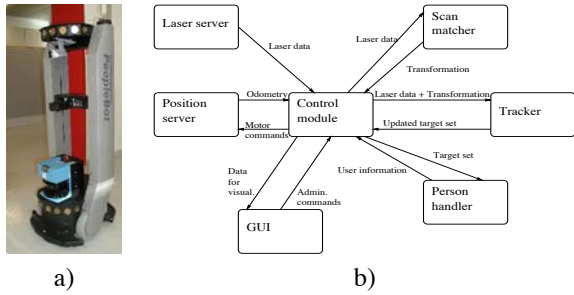 PeopleBot
Laser server
Scan
matcher
Laser data
Laser data
Transformation
Position
server
Odometry
Motor
commands
Control
module
Laser data + Transformation
Updated target set
Tracker
Data
for
visual.
Admin.
commands
User information
Target set
Person
handler
GUI
a)
b)